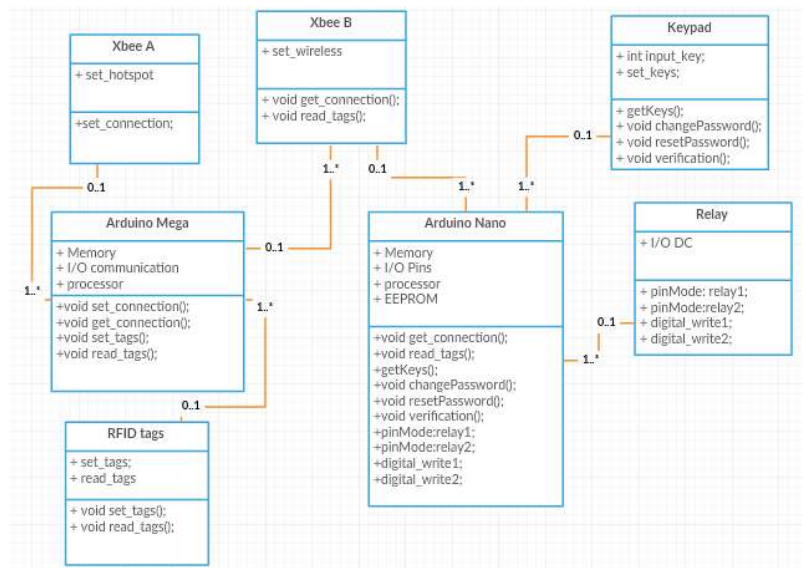 Xbee A
+ set_hotspot
+set_connection;
0..1
1..*
Xbee B
+ set_wireless
+ void get_connection();
+ void read_tags();
1..*
0..1
0..1
1..*
Keypad
+ int input_key;
+ set_keys;
+ getKeys();
+ void changePassword();
+ void resetPassword();
+ void verification();
0..1
1..*
Arduino Mega
+ Memory
+ I/O communication
+ processor
+void set_connection();
+void get_connection();
+void set_tags();
+void read_tags();
1..*
0..1
Arduino Nano
+ Memory
+ I/O Pins
+ processor
+ EEPROM
+void get_connection();
+void read_tags();
+getKeys();
+void changePassword();
+void resetPassword();
+void verification();
+pinMode:relay1;
+pinMode:relay2;
+digital_write1;
+digital_write2;
Relay
+ I/O DC
+ pinMode: relay1;
+ pinMode:relay2;
+ digital_write1;
+ digital_write2;
0..1
1..*
RFID tags
+ set_tags;
+ read_tags
+ void set_tags();
+ void read_tags();